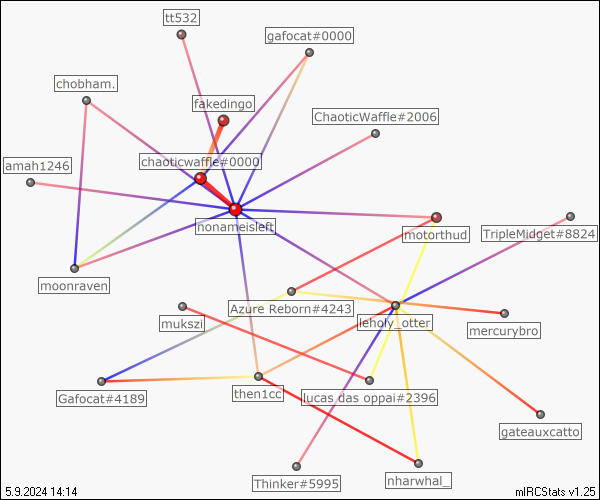 tt532
gafocat#0000
chobham.
fakedingo
ChaoticWaffle#2006
chaoticwaffle#0000
amah1246
nonameisleft
motorthud
TripleMidget#8824
moonraven
Azure Reborn#4243
mukszi
leholy_otter
mercurybro
Gafocat#4189
then1cc
lucas das oppai#2396
gateauxcatto
Thinker#5995
nharwhal_
5.9.2024 14:14
mIRCStats v1.25